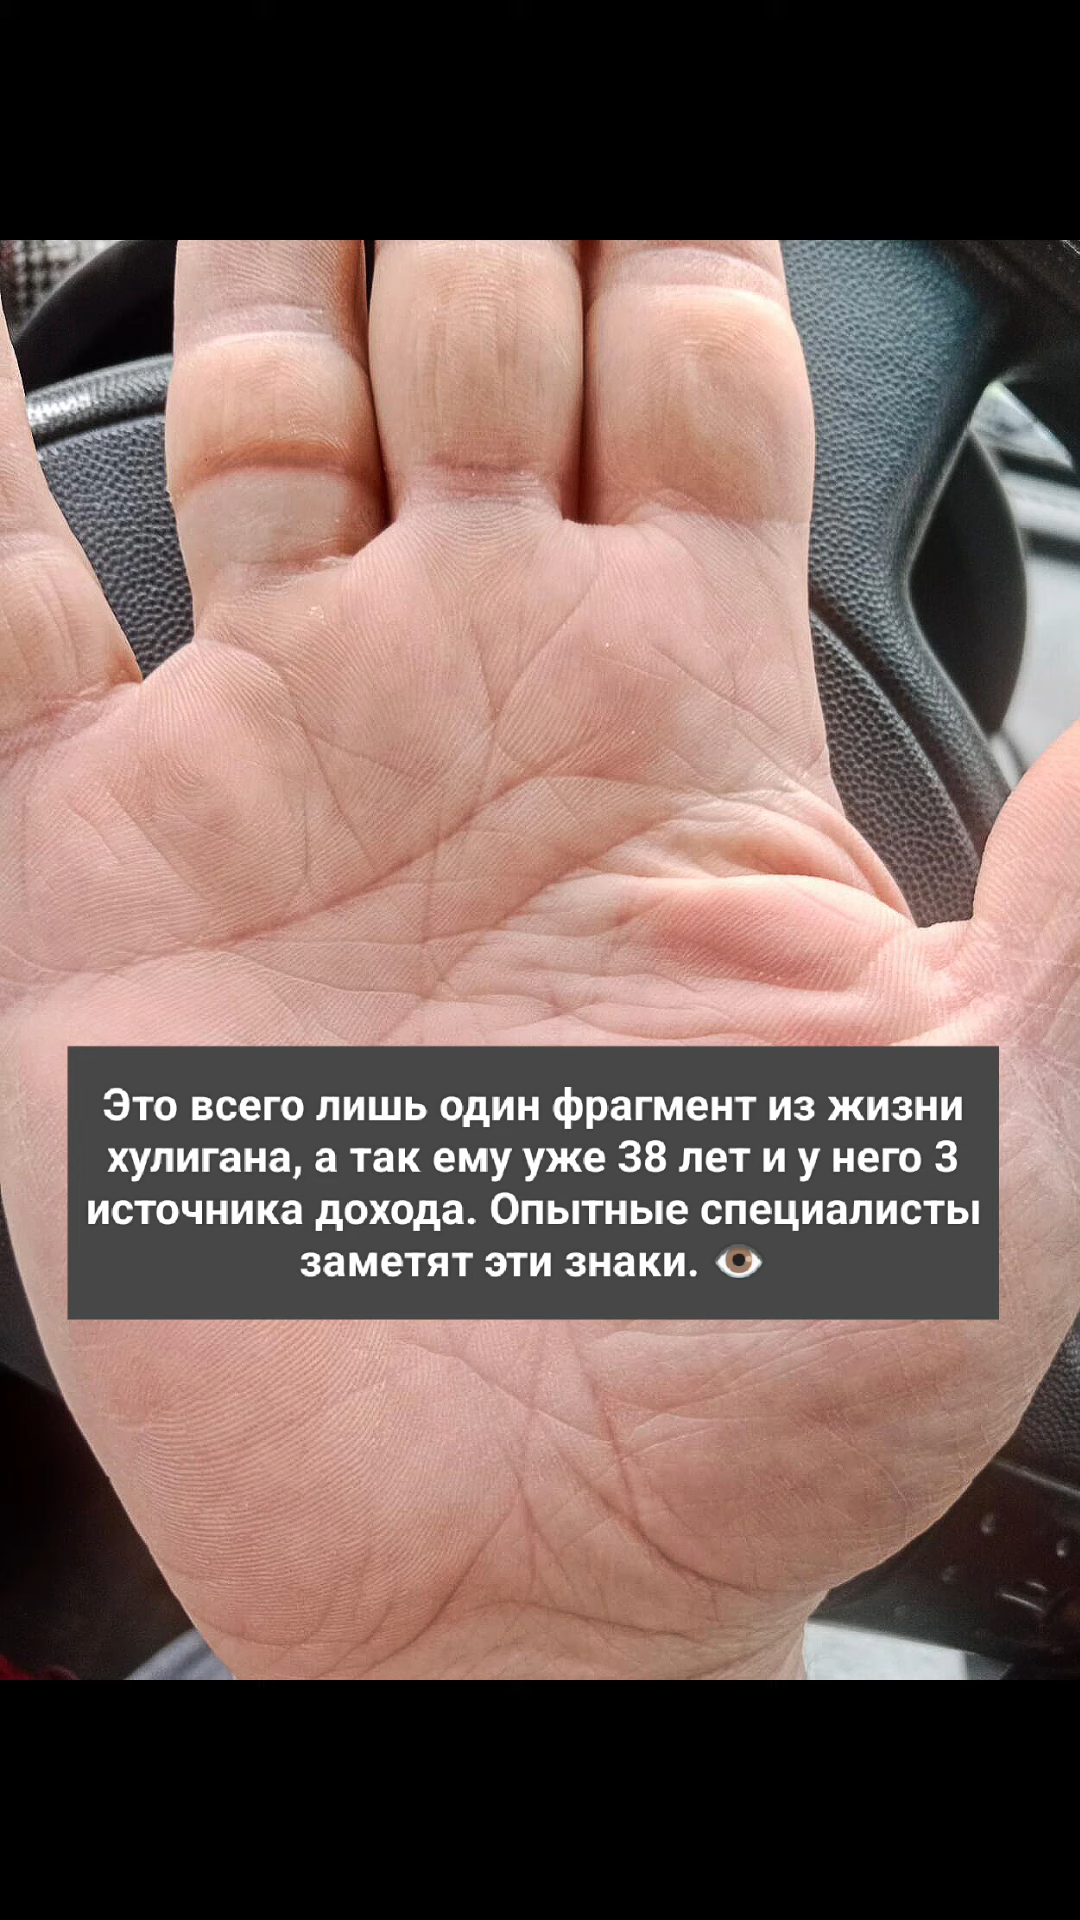 Это всего лишь один фрагмент из жизни
хулигана, а так ему уже 38 лет и у него 3
источника дохода. Опытные специалисты
заметят эти знаки. 👁️